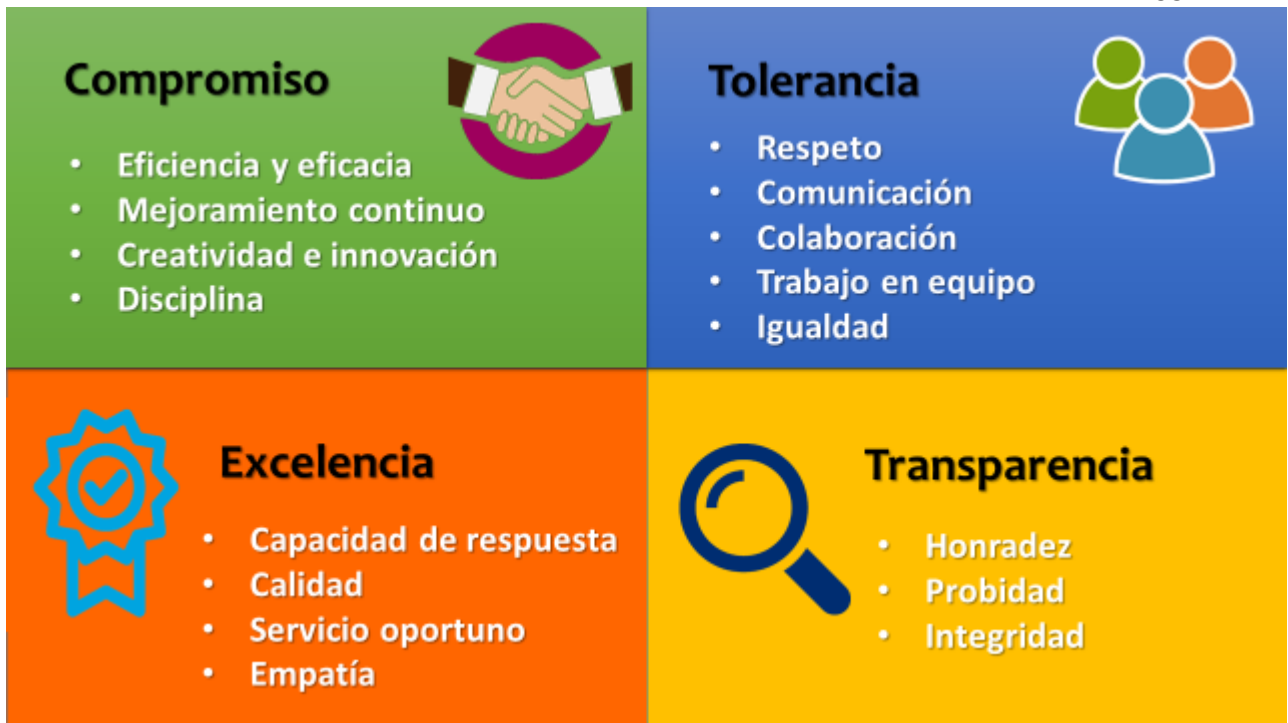 Compromiso
• Eficiencia y eficacia
• Mejoramiento continuo
• Creatividad e innovación
• Disciplina
Tolerancia
• Respeto
• Comunicación
• Colaboración
• Trabajo en equipo
• Igualdad
Excelencia
• Capacidad de respuesta
• Calidad
• Servicio oportuno
• Empatía
Transparencia
• Honradez
• Probidad
• Integridad